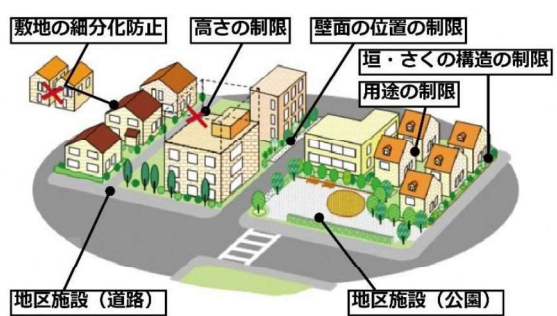 敷地の細分化防止
高さの制限
壁面の位置の制限
垣・さくの構造の制限
用途の制限
地区施設（道路）
地区施設（公園）